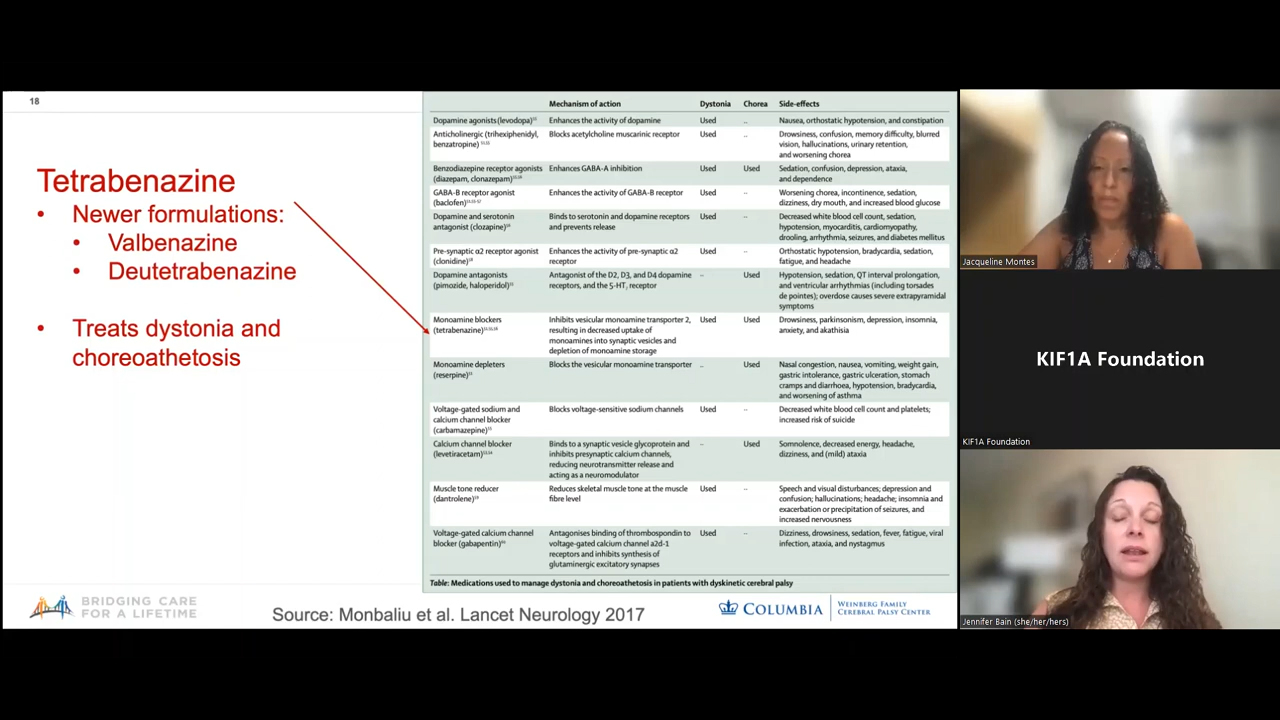 18
Tetrabenazine
• Newer formulations:
• Valbenazine
• Deutetrabenazine
• Treats dystonia and
choreoathetosis
Mechanism of action Dystonia Chorea Side-effects
Dopamine agonists (levodopa) Enhances the activity of dopamine Used .. Nausea, orthostatic hypotension, and constipation
Anticholinergic (trihexiphenidyl, Blocks acetylcholine muscarinic receptor Used .. Drowsiness, confusion, memory difficulty, blurred
benzatropine) vision, hallucinations, urinary retention,
and worsening chorea
Benzodiazepine receptor agonists Enhances GABA-A inhibition Used Used Sedation, confusion, depression, ataxia,
(diazepam, clonazepam) and dependence
GABA-B receptor agonist Enhances the activity of GABA-B receptor Used .. Worsening chorea, incontinence, sedation,
(baclofen) dizziness, dry mouth, and increased blood glucose
Dopamine and serotonin Binds to serotonin and dopamine receptors Used .. Decreased white blood cell count, sedation,
antagonist (clozapine) and prevents release hypotension, myocarditis, cardiomyopathy,
drooling, arrhythmia, seizures, and diabetes mellitus
Pre-synaptic α2 receptor agonist Enhances the activity of pre-synaptic α2 Used .. Orthostatic hypotension, bradycardia, sedation,
(clonidine) receptor fatigue, and headache
Dopamine antagonists Antagonist of the D2, D3, and D4 dopamine .. Used Hypotension, sedation, QT interval prolongation,
(pimozide, haloperidol) receptors, and the 5-HT receptor and ventricular arrhythmias (including torsades
de pointes); overdose causes severe extrapyramidal
symptoms
Monoamine blockers Inhibits vesicular monoamine transporter 2, Used Used Drowsiness, parkinsonism, depression, insomnia,
(tetrabenazine) resulting in decreased uptake of anxiety, and akathisia
monoamines into synaptic vesicles and
depletion of monoamine storage
Monoamine depleters Blocks the vesicular monoamine transporter .. Used Nasal congestion, nausea, vomiting, weight gain,
(reserpine) gastric intolerance, gastric ulceration, stomach
cramps and diarrhoea, hypotension, bradycardia,
and worsening of asthma
Voltage-gated sodium and Blocks voltage-sensitive sodium channels Used .. Decreased white blood cell count and platelets;
calcium channel blocker increased risk of suicide
(carbamazepine)
Calcium channel blocker Binds to a synaptic vesicle glycoprotein and .. Used Somnolence, decreased energy, headache,
(levetiracetam) inhibits presynaptic calcium channels, dizziness, and (mild) ataxia
reducing neurotransmitter release and
acting as a neuromodulator
Muscle tone reducer Reduces skeletal muscle tone at the muscle Used .. Speech and visual disturbances; depression and
(dantrolene) fibre level confusion; hallucinations; headache; insomnia and
exacerbation or precipitation of seizures, and
increased nervousness
Voltage-gated calcium channel Antagonises binding of thrombospondin to Used .. Dizziness, drowsiness, sedation, fever, fatigue, viral
blocker (gabapentin) voltage-gated calcium channel a2d-1 infection, ataxia, and nystagmus
receptors and inhibits synthesis of
glutaminergic excitatory synapses
Table: Medications used to manage dystonia and choreoathetosis in patients with dyskinetic cerebral palsy
BRIDGING CARE
FOR A LIFETIME
Source: Monbaliu et al. Lancet Neurology 2017
COLUMBIA
WEINBERG FAMILY
CEREBRAL PALSY CENTER
Jacqueline Montes
KIF1A Foundation
KIF1A Foundation
Jennifer Bain (she/her/hers)